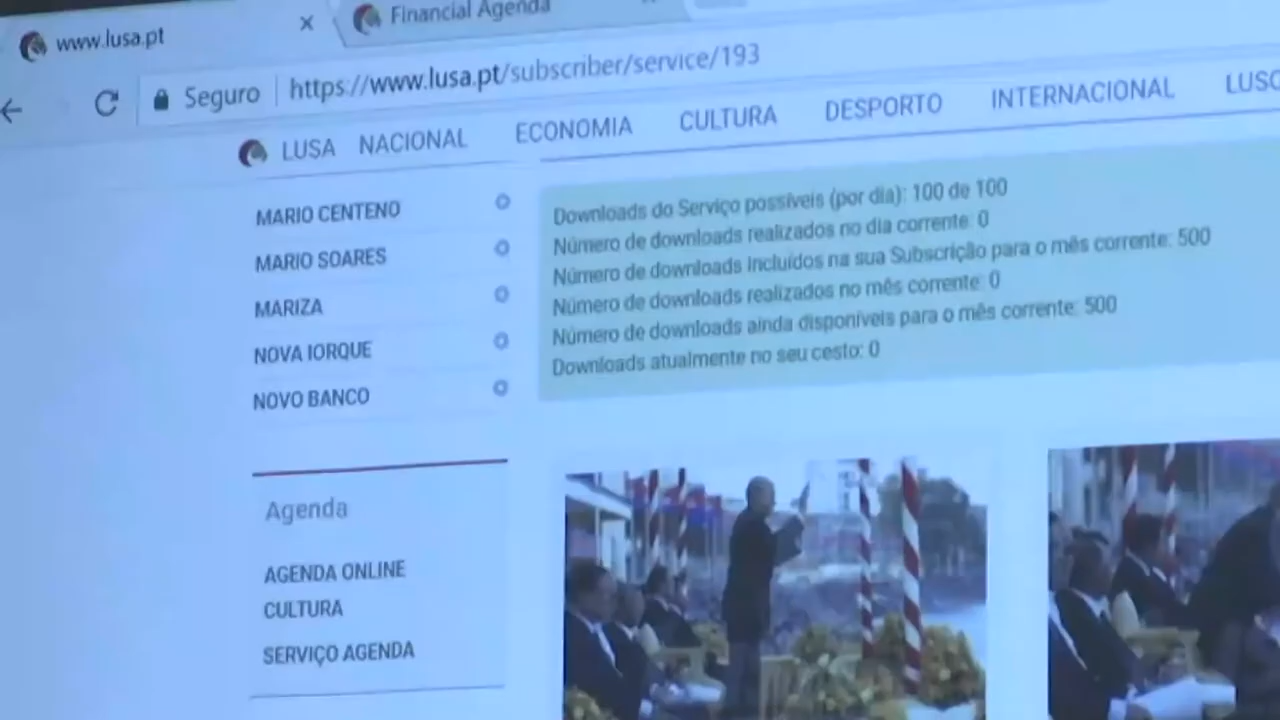 www.lusa.pt
Financial Agenda
Seguro https://www.lusa.pt/subscriber/service/193
LUSA NACIONAL ECONOMIA CULTURA DESPORTO INTERNACIONAL LUSO
MARIO CENTENO
MARIO SOARES
MARIZA
NOVA IORQUE
NOVO BANCO
Agenda
AGENDA ONLINE
CULTURA
SERVIÇO AGENDA
Downloads do Serviço possíveis (por dia): 100 de 100
Número de downloads realizados no dia corrente: 0
Número de downloads incluídos na sua Subscrição para o mês corrente: 500
Número de downloads realizados no mês corrente: 0
Número de downloads ainda disponíveis para o mês corrente: 500
Downloads atualmente no seu cesto: 0